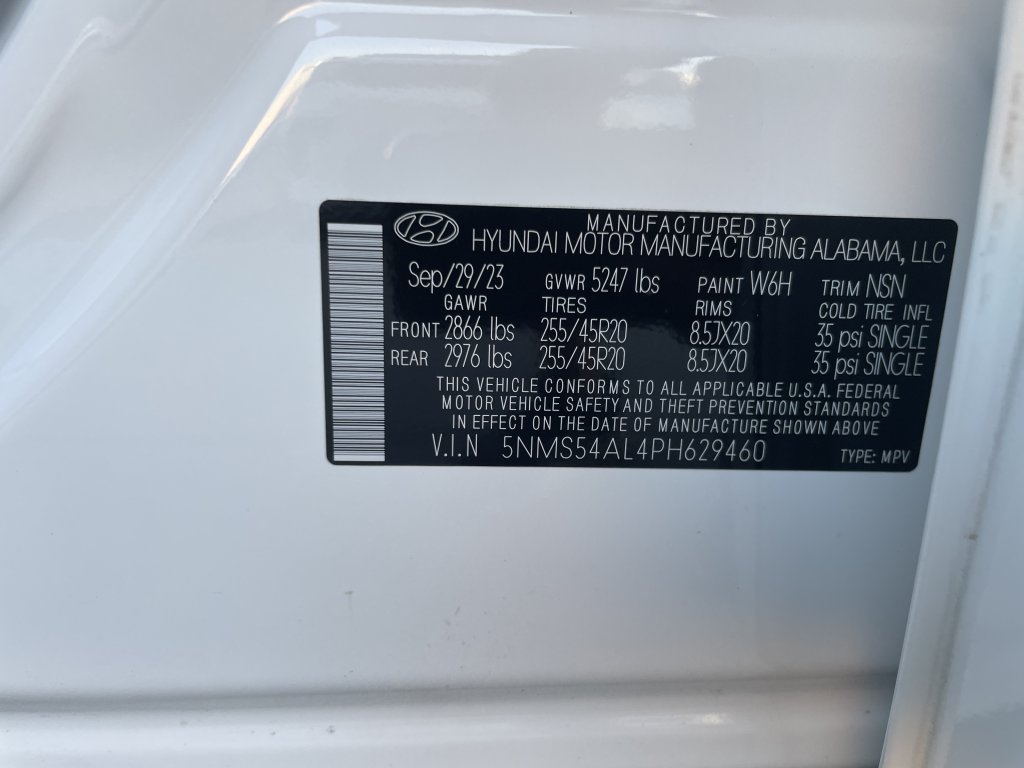 MANUFACTURED BY
HYUNDAI MOTOR MANUFACTURING ALABAMA, LLC
Sep/29/23 GVWR 5247 lbs PAINT W6H TRIM NSN
GAWR TIRES RIMS COLD TIRE INFL
FRONT 2866 lbs 255/45R20 8.5JX20 35 psi SINGLE
REAR 2976 lbs 255/45R20 8.5JX20 35 psi SINGLE
THIS VEHICLE CONFORMS TO ALL APPLICABLE U.S.A. FEDERAL
MOTOR VEHICLE SAFETY AND THEFT PREVENTION STANDARDS
IN EFFECT ON THE DATE OF MANUFACTURE SHOWN ABOVE
V.I.N 5NMS54AL4PH629460 TYPE: MPV